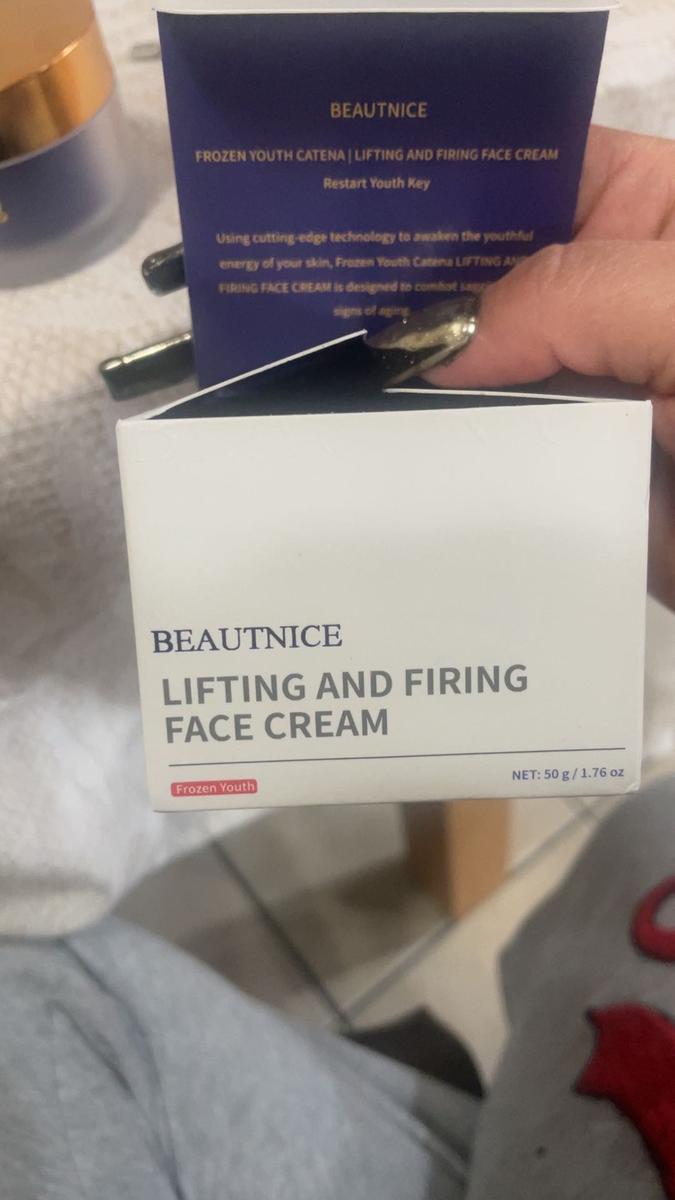 BEAUTNICE
FROZEN YOUTH CATENA | LIFTING AND FIRING FACE CREAM
Restart Youth Key
Using cutting-edge technology to awaken the youthful
energy of your skin, Frozen Youth Catena LIFTING
FIRING FACE CREAM is designed to combat
signs of aging
BEAUTNICE
LIFTING AND FIRING
FACE CREAM
Frozen Youth
NET: 50 g / 1.76 oz